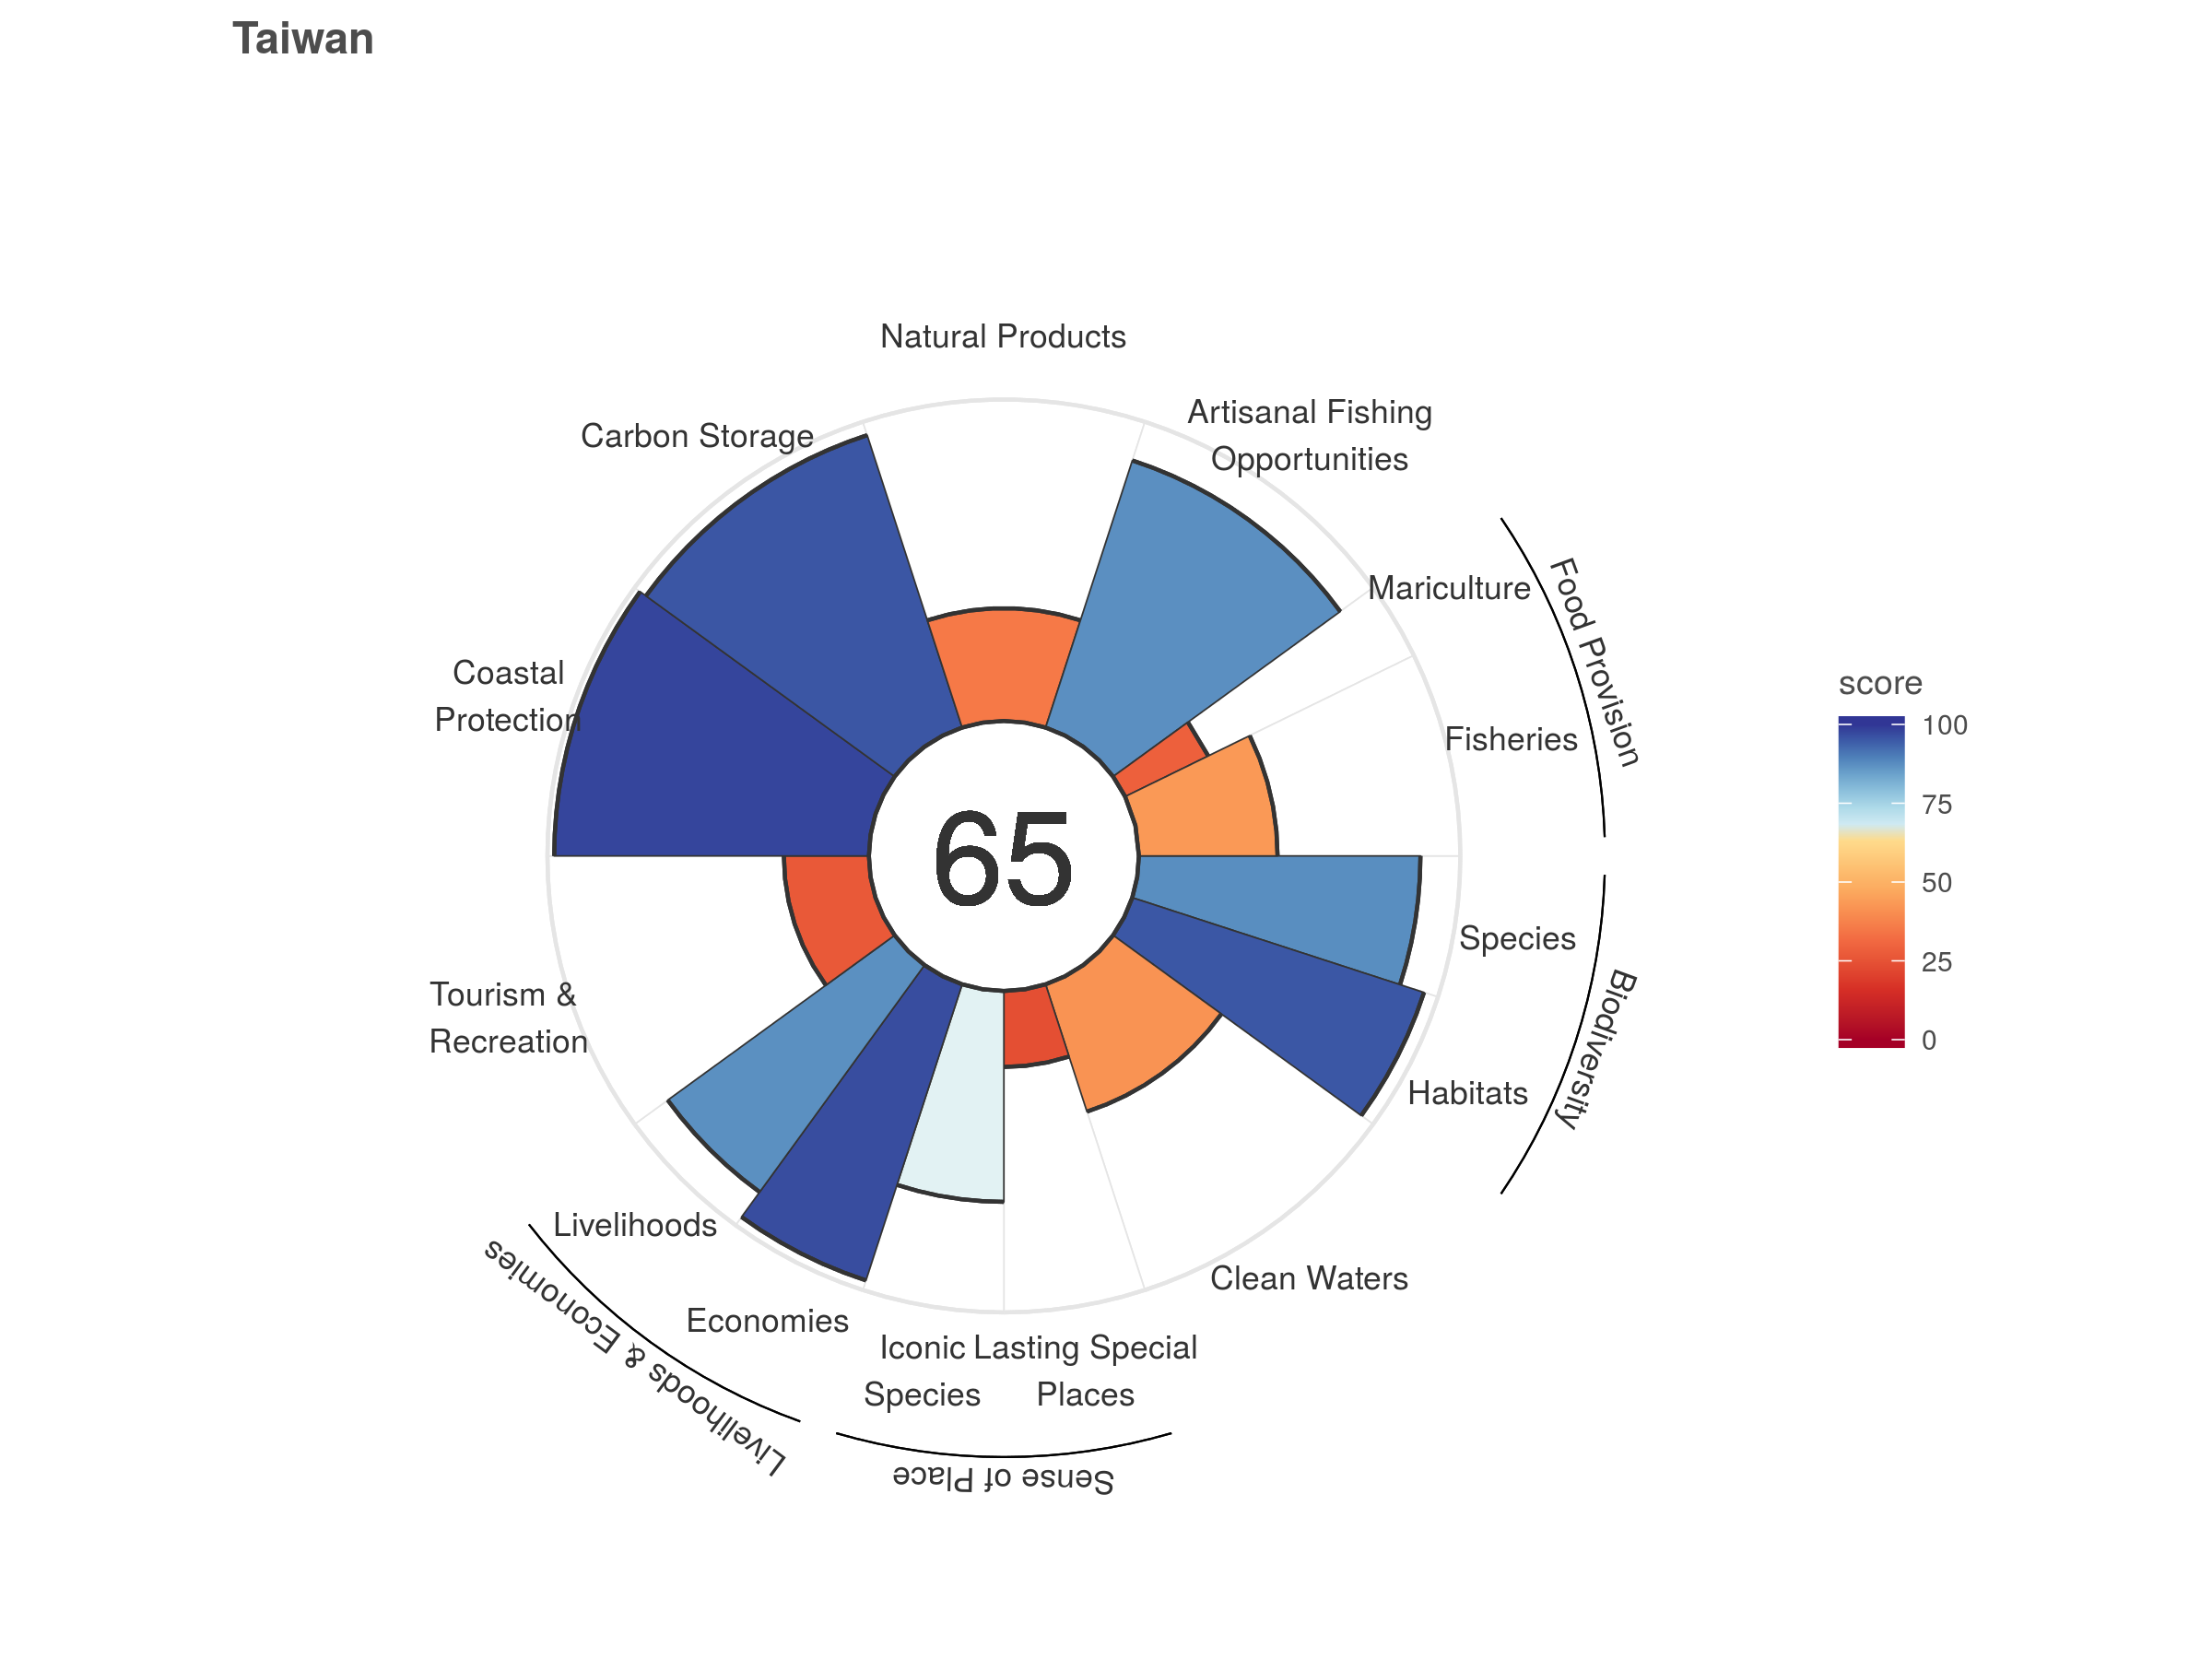 Taiwan
Natural Products
Artisanal Fishing
Opportunities
Carbon Storage
Mariculture
Food Provision
Coastal
Protection
Fisheries
score
100
75
50
25
0
65
Species
Habitats
Biodiversity
Tourism &
Recreation
Livelihoods
Economies
Livelihoods & Economies
Clean Waters
Iconic
Species
Lasting Special
Places
Sense of Place